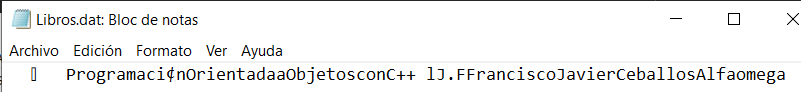 Libros.dat: Bloc de notas
Archivo Edición Formato Ver Ayuda
Programaci¢nOrientadaaObjetosconC++ lJ.FFranciscoJavierCeballosAlfaomega